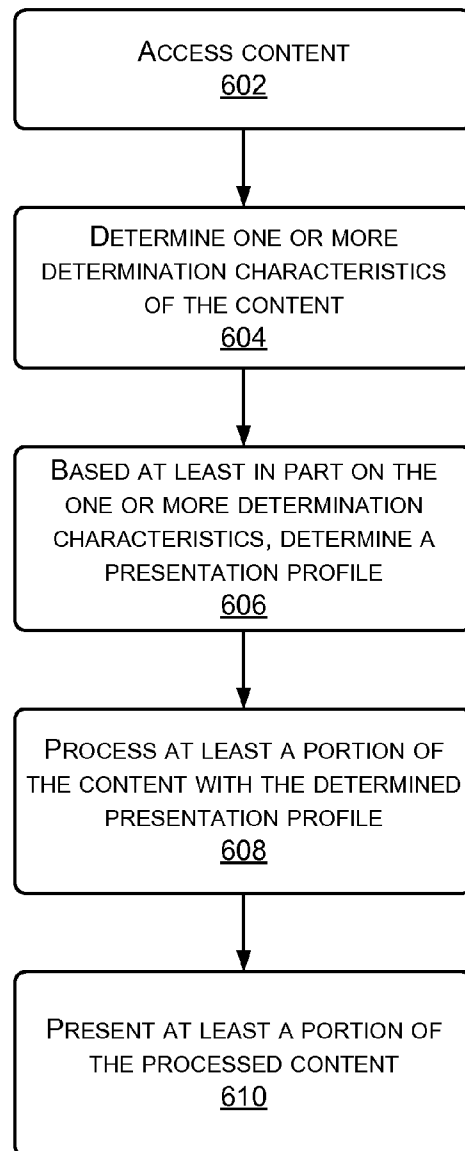 ACCESS CONTENT
602
DETERMINE ONE OR MORE
DETERMINATION CHARACTERISTICS
OF THE CONTENT
604
BASED AT LEAST IN PART ON THE
ONE OR MORE DETERMINATION
CHARACTERISTICS, DETERMINE A
PRESENTATION PROFILE
606
PROCESS AT LEAST A PORTION OF
THE CONTENT WITH THE DETERMINED
PRESENTATION PROFILE
608
PRESENT AT LEAST A PORTION OF
THE PROCESSED CONTENT
610